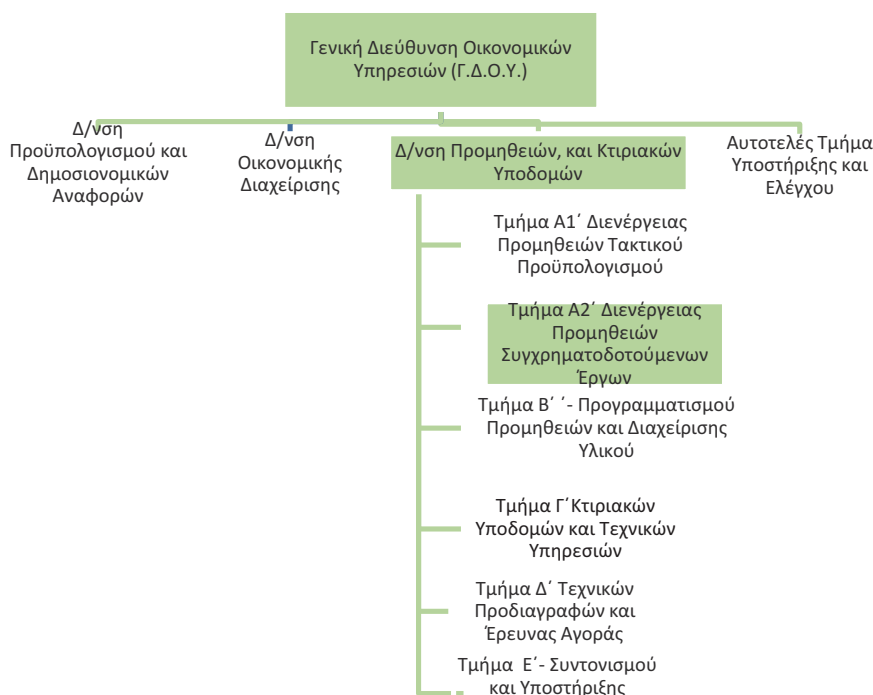 Γενική Διεύθυνση Οικονομικών
Υπηρεσιών (Γ.Δ.Ο.Υ.)
Δ/νση
Προϋπολογισμού και
Δημοσιονομικών
Αναφορών
Δ/νση
Οικονομικής
Διαχείρισης
Δ/νση Προμηθειών, και Κτιριακών
Υποδομών
Αυτοτελές Τμήμα
Υποστήριξης και
Ελέγχου
Τμήμα Α1΄ Διενέργειας
Προμηθειών Τακτικού
Προϋπολογισμού
Τμήμα Α2΄ Διενέργειας
Προμηθειών
Συγχρηματοδοτούμενων
Έργων
Τμήμα Β΄ ΄- Προγραμματισμού
Προμηθειών και Διαχείρισης
Υλικού
Τμήμα Γ΄Κτιριακών
Υποδομών και Τεχνικών
Υπηρεσιών
Τμήμα Δ΄ Τεχνικών
Προδιαγραφών και
Έρευνας Αγοράς
Τμήμα Ε΄- Συντονισμού
και Υποστήριξης